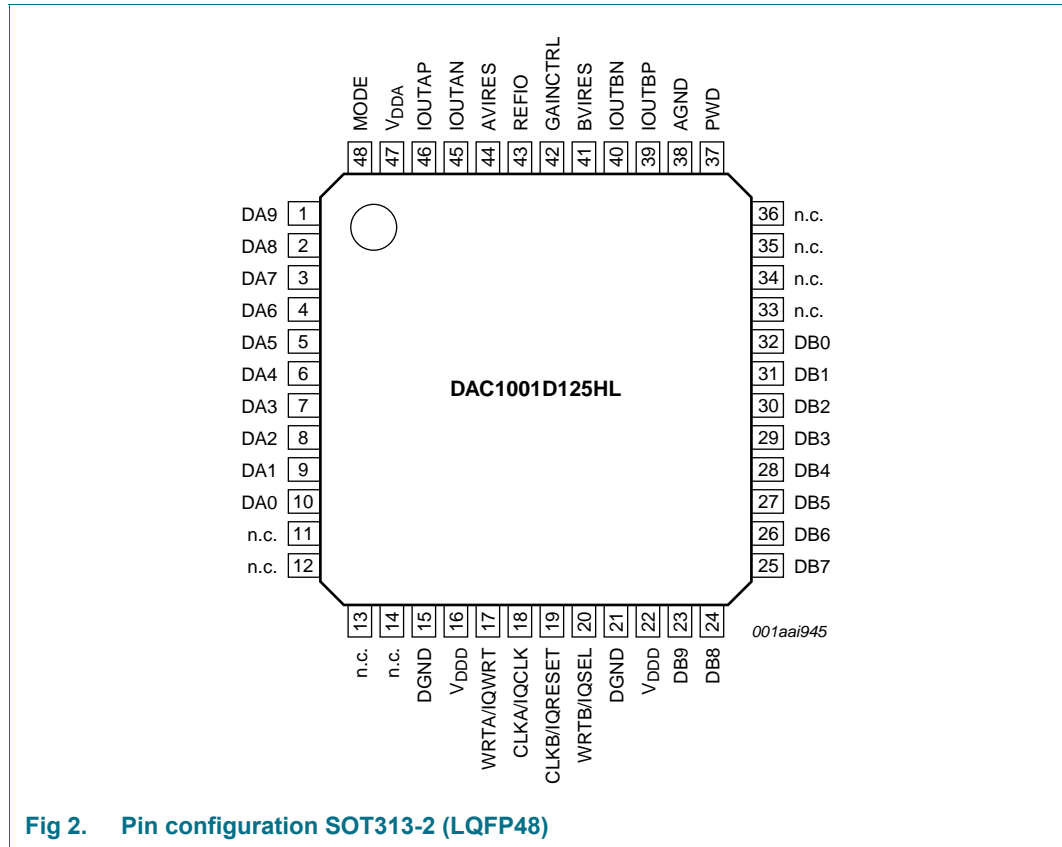 MODE
VDDA
IOUTAP
IOUTAN
AVIRES
REFIO
GAINCTRL
BVIRES
IOUTBN
IOUTBP
AGND
PWD
48 47 46 45 44 43 42 41 40 39 38 37
DA9 1
DA8 2
DA7 3
DA6 4
DA5 5
DA4 6
DA3 7
DA2 8
DA1 9
DA0 10
n.c. 11
n.c. 12
DAC1001D125HL
36 n.c.
35 n.c.
34 n.c.
33 n.c.
32 DB0
31 DB1
30 DB2
29 DB3
28 DB4
27 DB5
26 DB6
25 DB7
13 14 15 16 17 18 19 20 21 22 23 24
n.c.
n.c.
DGND
VDDD
WRTA/IQWRT
CLKA/IQCLK
CLKB/IQRESET
WRTB/IQSEL
DGND
VDDD
DB9
DB8
001aai945
Fig 2. Pin configuration SOT313-2 (LQFP48)